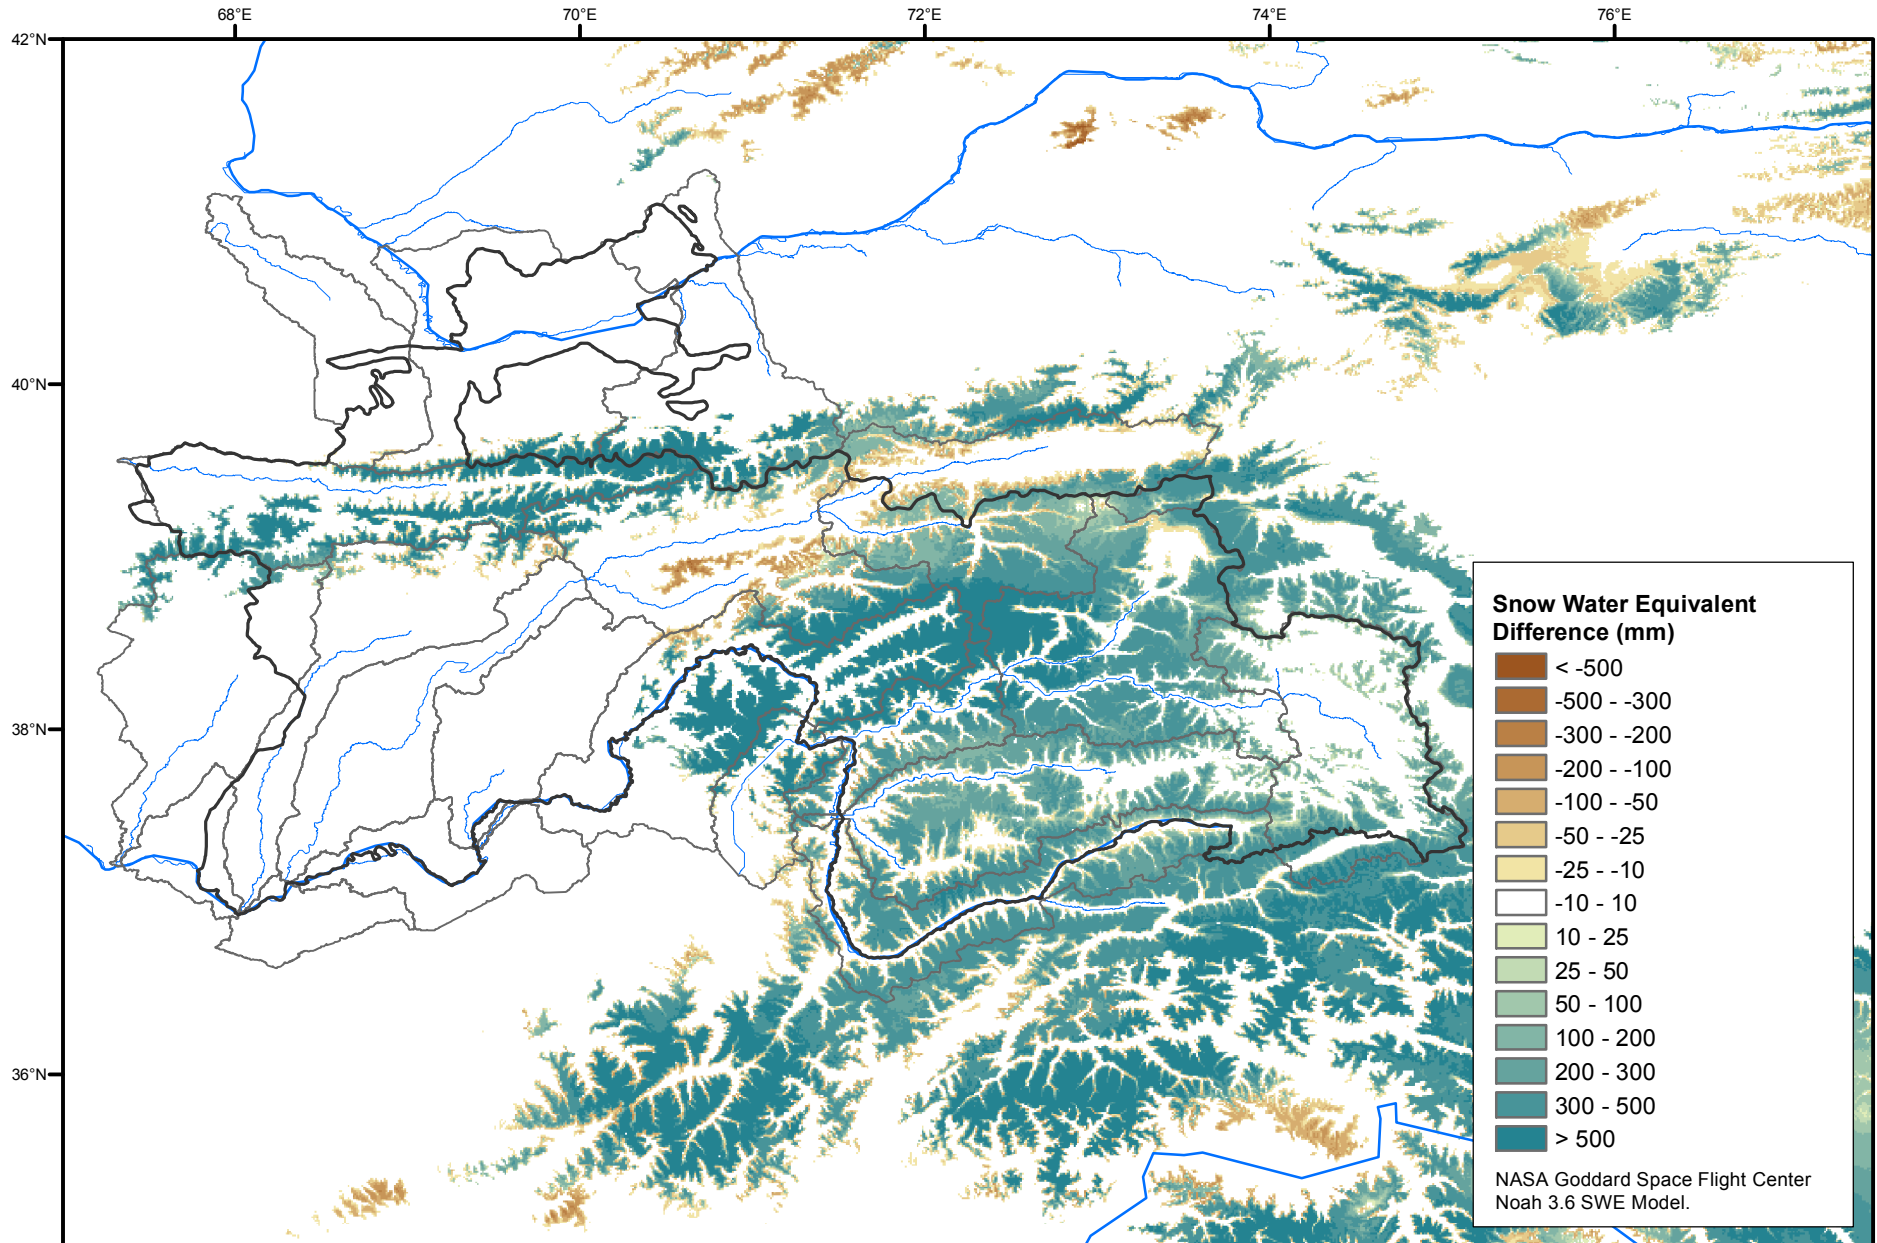 68°E
70°E
72°E
74°E
76°E
42°N
40°N
38°N
36°N
Snow Water Equivalent
Difference (mm)
< -500
-500 - -300
-300 - -200
-200 - -100
-100 - -50
-50 - -25
-25 - -10
-10 - 10
10 - 25
25 - 50
50 - 100
100 - 200
200 - 300
300 - 500
> 500
NASA Goddard Space Flight Center
Noah 3.6 SWE Model.